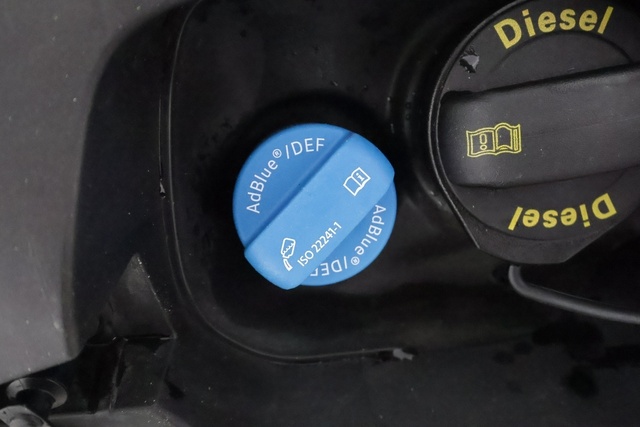 AdBlue®/DEF
ISO 22241-1
AdBlue®/DEF
Diesel
Diesel